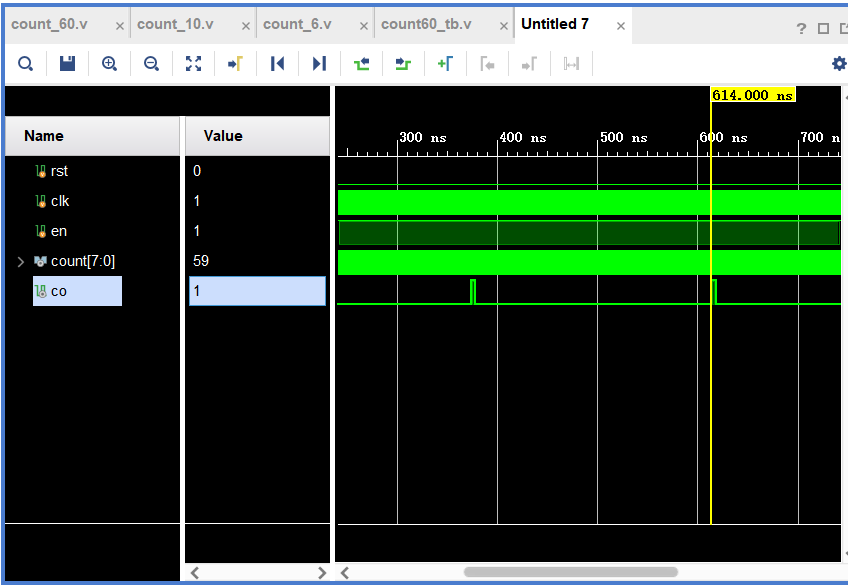 count_60.v × count_10.v × count_6.v × count60_tb.v × Untitled 7 × ?
614.000 ns
Name Value
300 ns 400 ns 500 ns 600 ns 700 n
rst 0
clk 1
en 1
count[7:0] 59
co 1